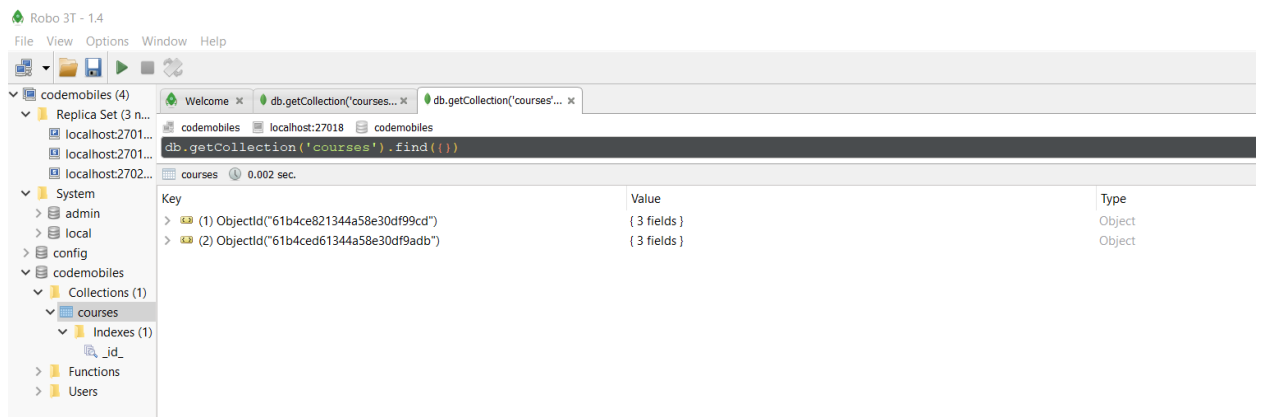 Robo 3T - 1.4
File View Options Window Help
codemobiles (4)
Replica Set (3 n...
localhost:2701...
localhost:2701...
localhost:2702...
System
admin
local
config
codemobiles
Collections (1)
courses
Indexes (1)
_id_
Functions
Users
Welcome × db.getCollection('courses... × db.getCollection('courses'... ×
codemobiles localhost:27018 codemobiles
db.getCollection('courses').find({})
courses 0.002 sec.
Key Value Type
(1) ObjectId("61b4ce821344a58e30df99cd") { 3 fields } Object
(2) ObjectId("61b4ced61344a58e30df9adb") { 3 fields } Object